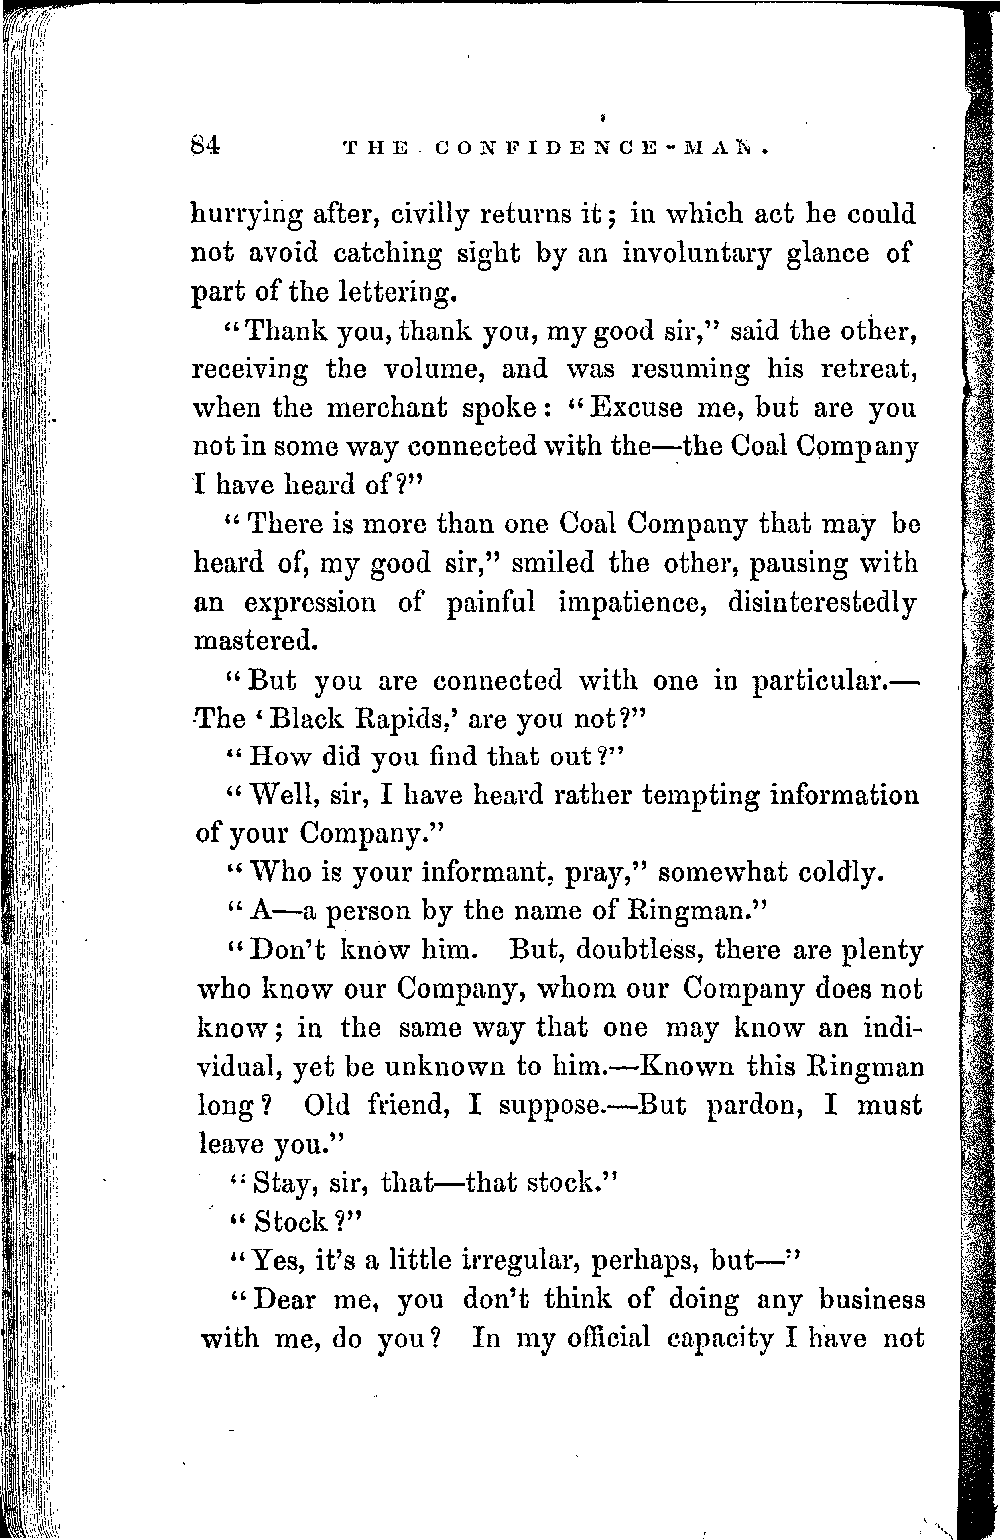 84 THE CONFIDENCE-MAN.
hurrying after, civilly returns it; in which act he could
not avoid catching sight by an involuntary glance of
part of the lettering.
“Thank you, thank you, my good sir,” said the other,
receiving the volume, and was resuming his retreat,
when the merchant spoke: “Excuse me, but are you
not in some way connected with the—the Coal Company
I have heard of?”
“There is more than one Coal Company that may be
heard of, my good sir,” smiled the other, pausing with
an expression of painful impatience, disinterestedly
mastered.
“But you are connected with one in particular.—
The ‘Black Rapids,’ are you not?”
“How did you find that out?”
“Well, sir, I have heard rather tempting information
of your Company.”
“Who is your informant, pray,” somewhat coldly.
“A—a person by the name of Ringman.”
“Don’t know him. But, doubtless, there are plenty
who know our Company, whom our Company does not
know; in the same way that one may know an indi-
vidual, yet be unknown to him.—Known this Ringman
long? Old friend, I suppose.—But pardon, I must
leave you.”
“Stay, sir, that—that stock.”
“Stock?”
“Yes, it’s a little irregular, perhaps, but—”
“Dear me, you don’t think of doing any business
with me, do you? In my official capacity I have not